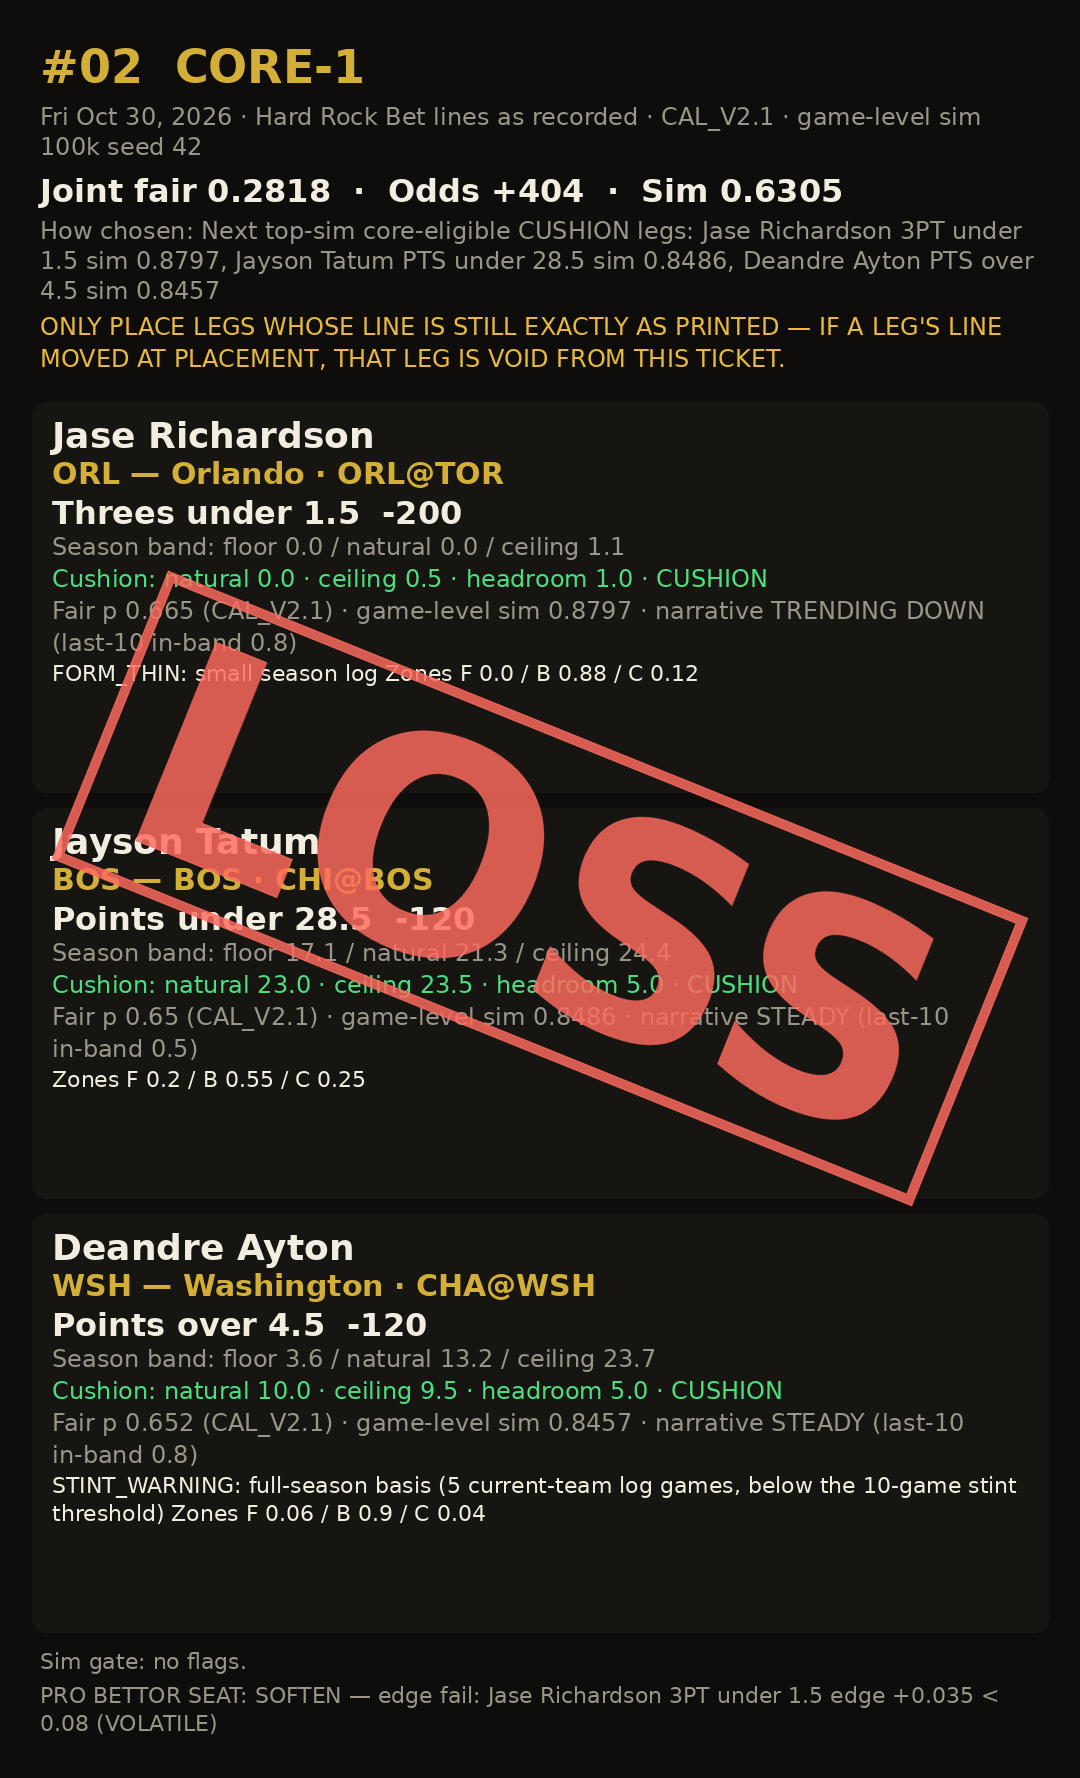 #02  CORE-1
Fri Oct 30, 2026 · Hard Rock Bet lines as recorded · CAL_V2.1 · game-level sim
100k seed 42
Joint fair 0.2818  ·  Odds +404  ·  Sim 0.6305
How chosen: Next top-sim core-eligible CUSHION legs: Jase Richardson 3PT under
1.5 sim 0.8797, Jayson Tatum PTS under 28.5 sim 0.8486, Deandre Ayton PTS over
4.5 sim 0.8457
ONLY PLACE LEGS WHOSE LINE IS STILL EXACTLY AS PRINTED — IF A LEG'S LINE
MOVED AT PLACEMENT, THAT LEG IS VOID FROM THIS TICKET.
Jase Richardson
ORL — Orlando · ORL@TOR
Threes under 1.5  -200
Season band: floor 0.0 / natural 0.0 / ceiling 1.1
Cushion: natural 0.0 · ceiling 0.5 · headroom 1.0 · CUSHION
Fair p 0.665 (CAL_V2.1) · game-level sim 0.8797 · narrative TRENDING DOWN
(last-10 in-band 0.8)
FORM_THIN: small season log Zones F 0.0 / B 0.88 / C 0.12
LOSS
Jayson Tatum
BOS — BOS · CHI@BOS
Points under 28.5  -120
Season band: floor 17.1 / natural 21.3 / ceiling 24.4
Cushion: natural 23.0 · ceiling 23.5 · headroom 5.0 · CUSHION
Fair p 0.65 (CAL_V2.1) · game-level sim 0.8486 · narrative STEADY (last-10
in-band 0.5)
Zones F 0.2 / B 0.55 / C 0.25
Deandre Ayton
WSH — Washington · CHA@WSH
Points over 4.5  -120
Season band: floor 3.6 / natural 13.2 / ceiling 23.7
Cushion: natural 10.0 · ceiling 9.5 · headroom 5.0 · CUSHION
Fair p 0.652 (CAL_V2.1) · game-level sim 0.8457 · narrative STEADY (last-10
in-band 0.8)
STINT_WARNING: full-season basis (5 current-team log games, below the 10-game stint
threshold) Zones F 0.06 / B 0.9 / C 0.04
Sim gate: no flags.
PRO BETTOR SEAT: SOFTEN — edge fail: Jase Richardson 3PT under 1.5 edge +0.035 <
0.08 (VOLATILE)